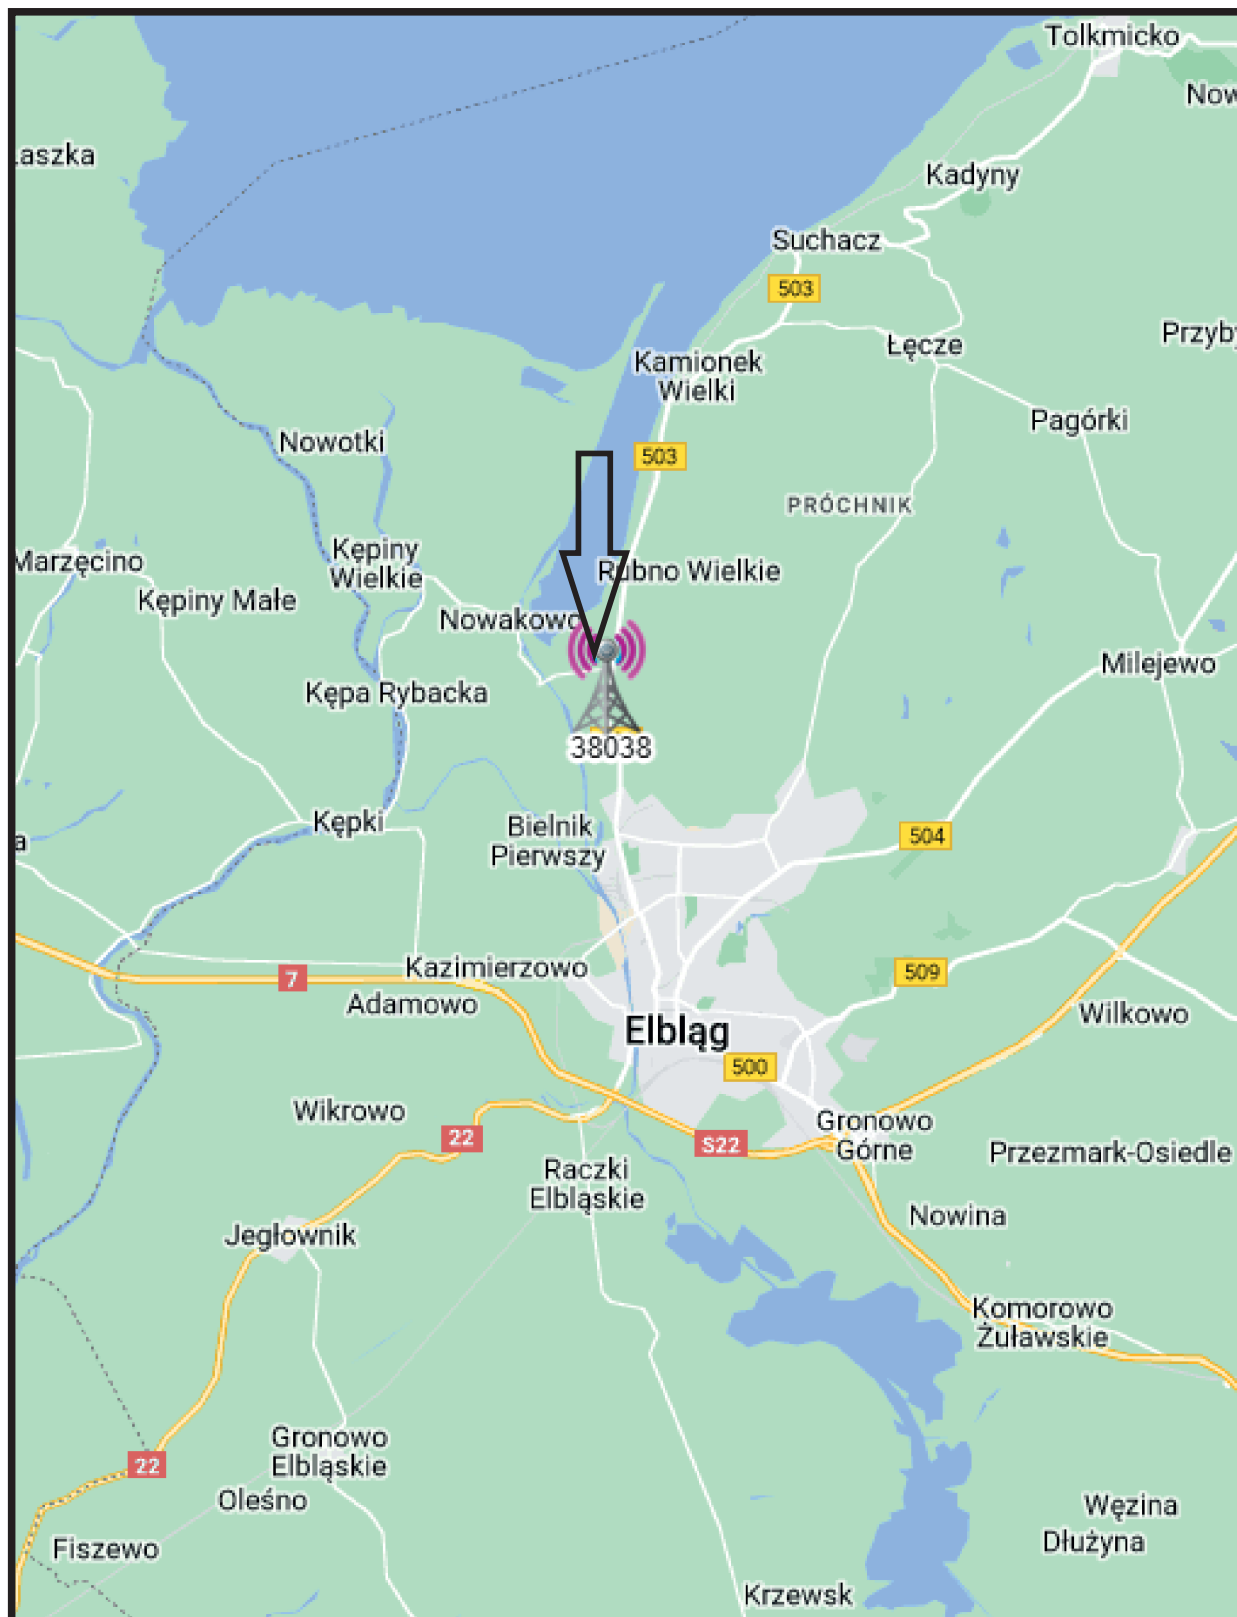 Tolkmicko
Now
Laszka
Kadyny
Suchacz
503
Przyby
Łęcze
Kamionek
Wielki
Pagórki
Nowotki
503
PRÓCHNIK
Kępiny
Wielkie
Marzęcino
Rubno Wielkie
Kępiny Małe
Nowakowo
Milejewo
Kępa Rybacka
38038
Kępki
Bielnik
Pierwszy
504
a
Kazimierzowo
509
7
Adamowo
Wilkowo
Elbląg
500
Wikrowo
Gronowo
Górne
22
S22
Przezmark-Osiedle
Raczki
Elbląskie
Nowina
Jegłownik
Komorowo
Żuławskie
Gronowo
Elbląskie
22
Oleśno
Węzina
Dłużyna
Fiszewo
Krzewsk